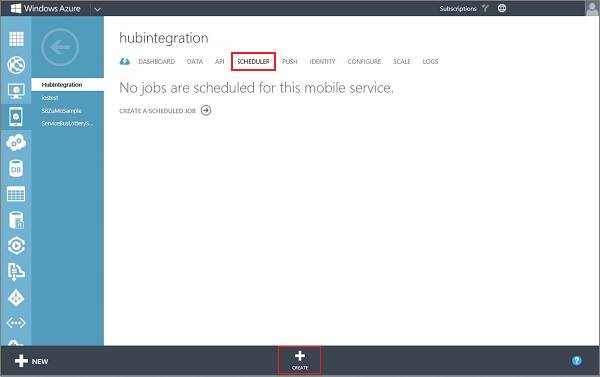 Windows Azure
Subscriptions
hubintegration
DASHBOARD DATA API SCHEDULER PUSH IDENTITY CONFIGURE SCALE LOGS
HubIntegration
iostest
SBZuMoSample
ServiceBusLotteryS...
No jobs are scheduled for this mobile service.
CREATE A SCHEDULED JOB
DB
NEW
CREATE
?